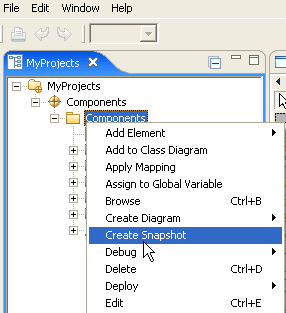 File Edit Window Help
MyProjects
MyProjects
Components
Components
Add Element
Add to Class Diagram
Apply Mapping
Assign to Global Variable
Browse Ctrl+B
Create Diagram
Create Snapshot
Debug
Delete Ctrl+D
Deploy
Edit Ctrl+E